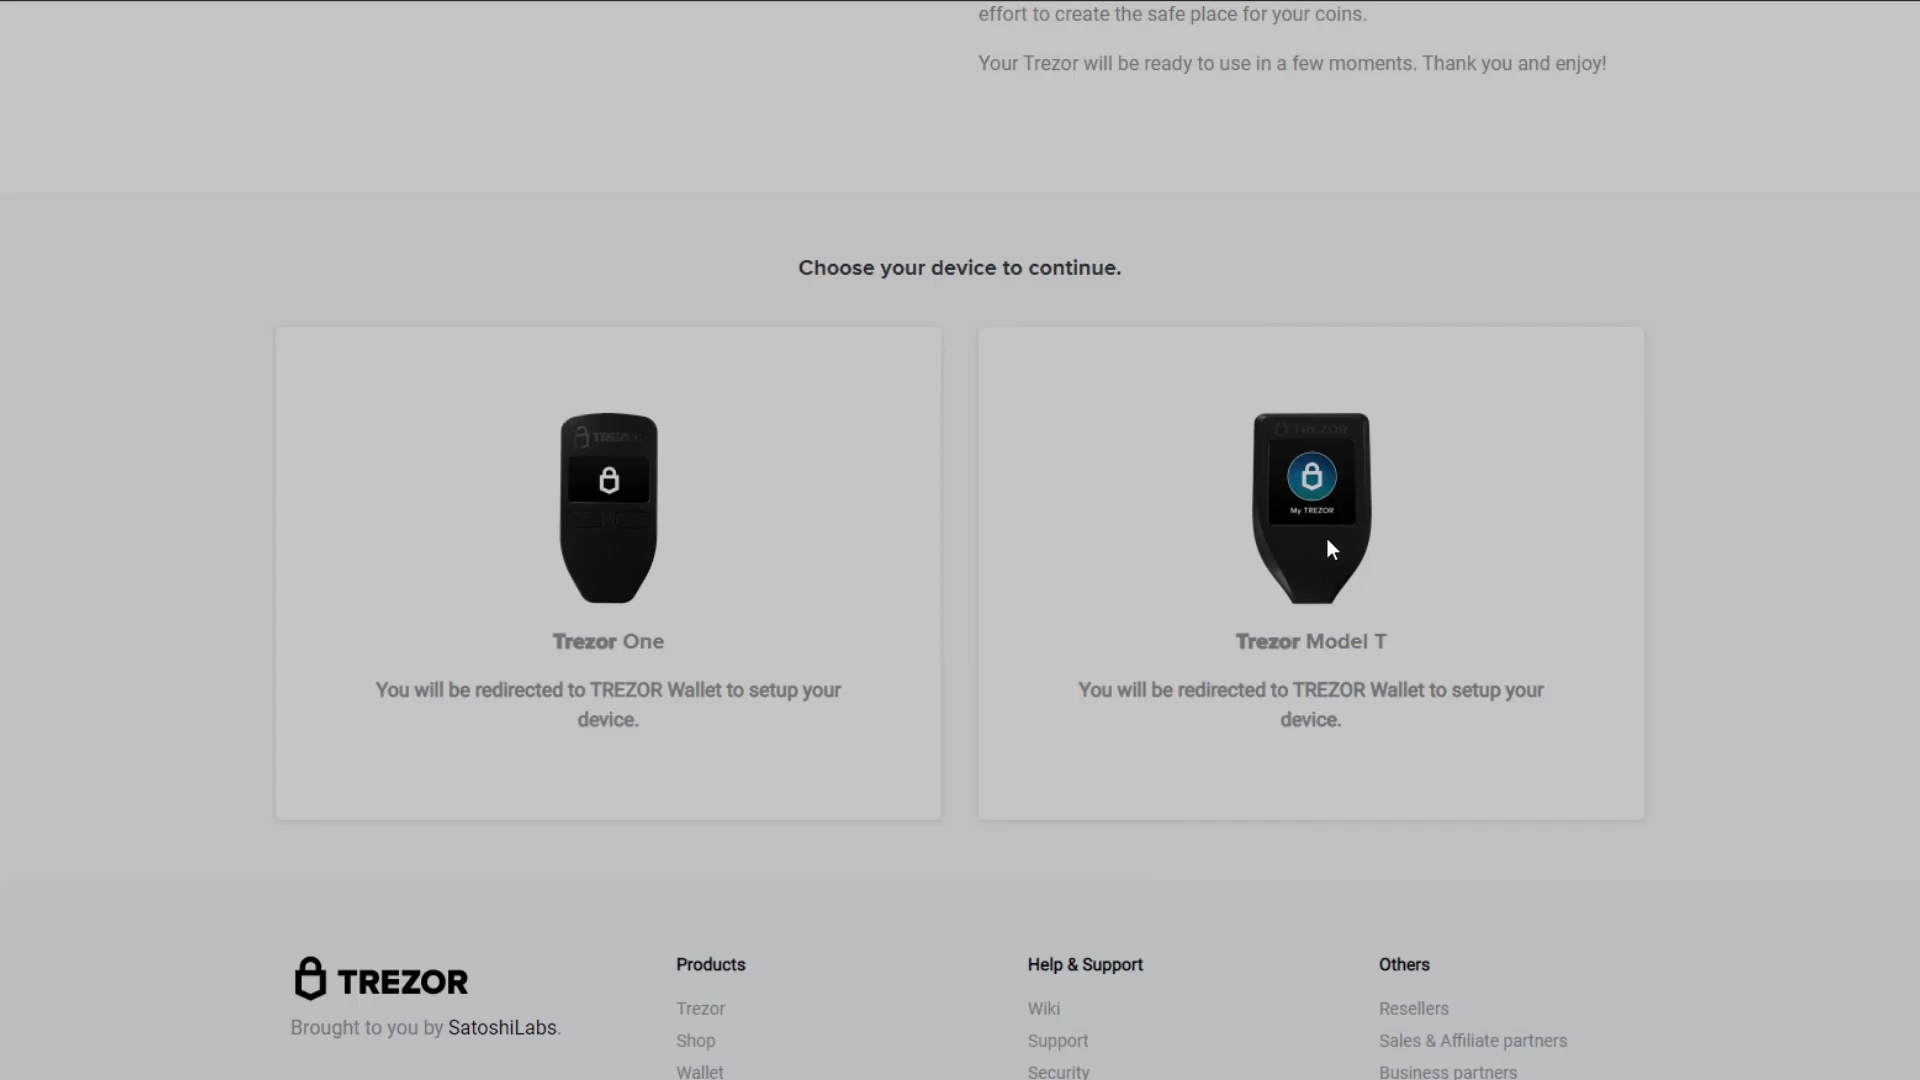 effort to create the safe place for your coins.
Your Trezor will be ready to use in a few moments. Thank you and enjoy!
Choose your device to continue.
TREZOR
TREZOR
My TREZOR
Trezor One
You will be redirected to TREZOR Wallet to setup your
device.
Trezor Model T
You will be redirected to TREZOR Wallet to setup your
device.
TREZOR
Brought to you by SatoshiLabs.
Products
Trezor
Shop
Wallet
Help & Support
Wiki
Support
Security
Others
Resellers
Sales & Affiliate partners
Business partners